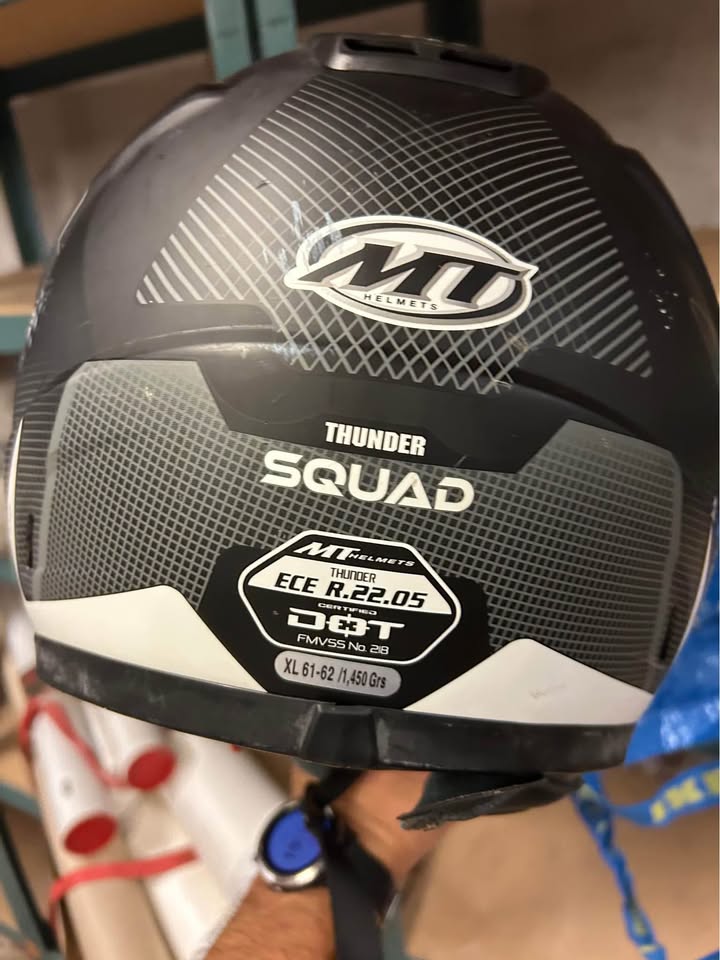 MT
HELMETS
THUNDER
SQUAD
MT HELMETS
THUNDER
ECE R.22.05
CERTIFIED
DOT
FMVSS No. 218
XL 61-62 /1,450 Grs